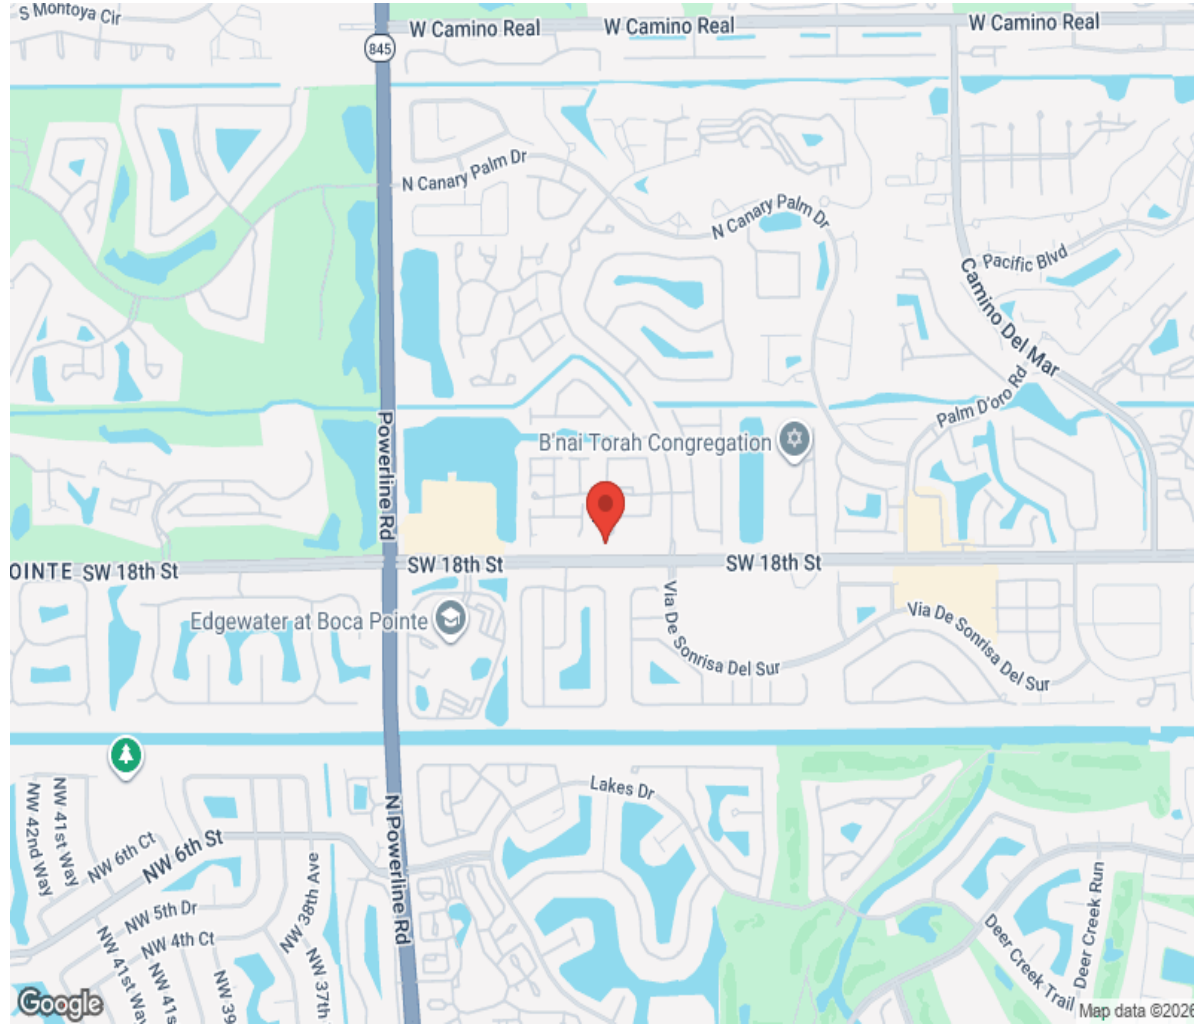 S Montoya Cir
W Camino Real
W Camino Real
W Camino Real
845
N Canary Palm Dr
N Canary Palm Dr
Pacific Blvd
Camino Del Mar
Palm D'oro Rd
Powerline Rd
B'nai Torah Congregation
OINTE
SW 18th St
SW 18th St
SW 18th St
Edgewater at Boca Pointe
Via De Sonrisa Del Sur
Via De Sonrisa Del Sur
Lakes Dr
NW 42nd Way
NW 41st Way
NW 6th Ct
NW 6th St
N Powerline Rd
NW 38th Ave
NW 5th Dr
NW 4th Ct
NW 41st Way
NW 41s
NW 39
NW 37th
Deer Creek Run
Deer Creek Trail
Google
Map data ©2026